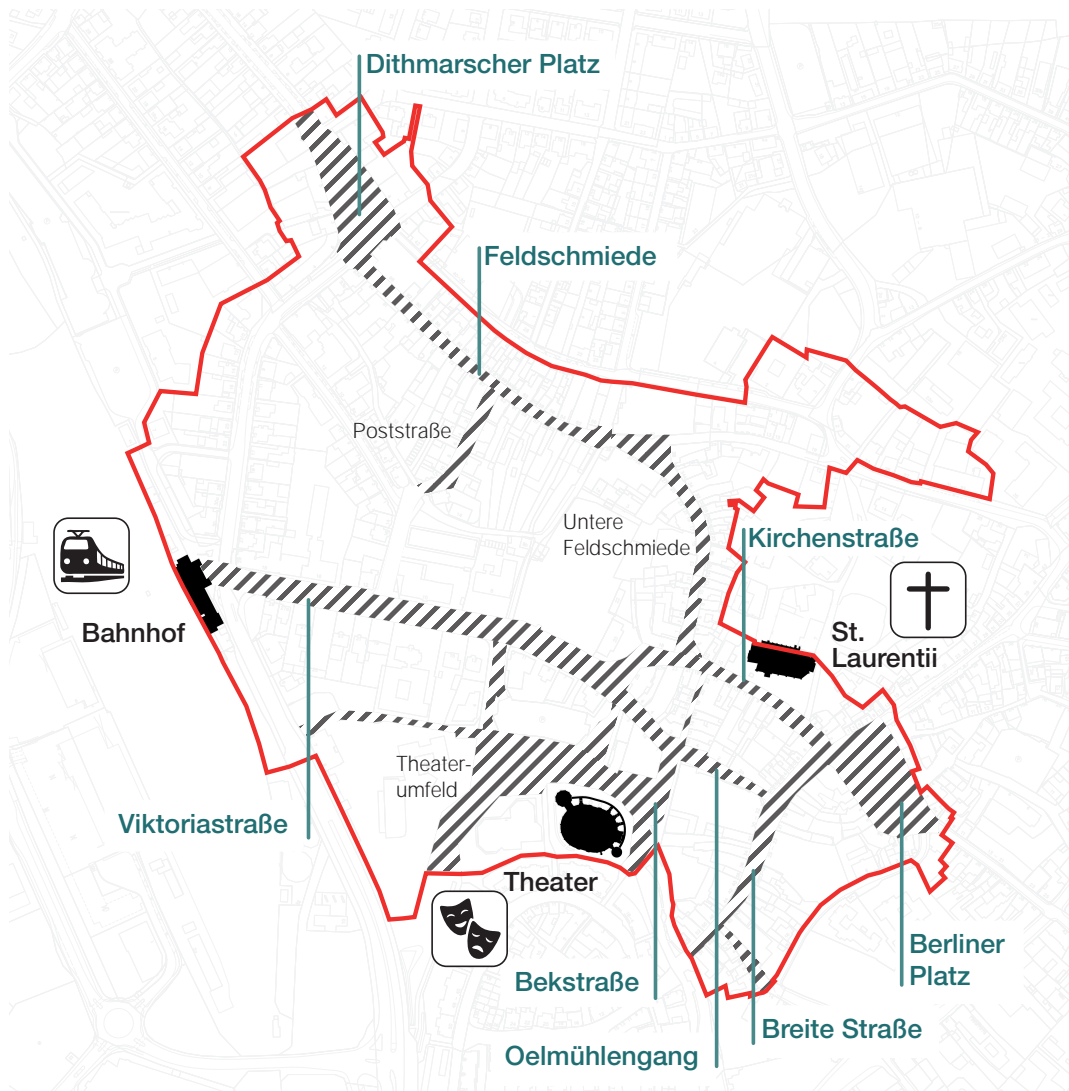 Dithmarscher Platz
Feldschmiede
Poststraße
Untere
Feldschmiede
Kirchenstraße
Bahnhof
St.
Laurentii
Theater-
umfeld
Viktoriastraße
Theater
Berliner
Platz
Bekstraße
Breite Straße
Oelmühlengang